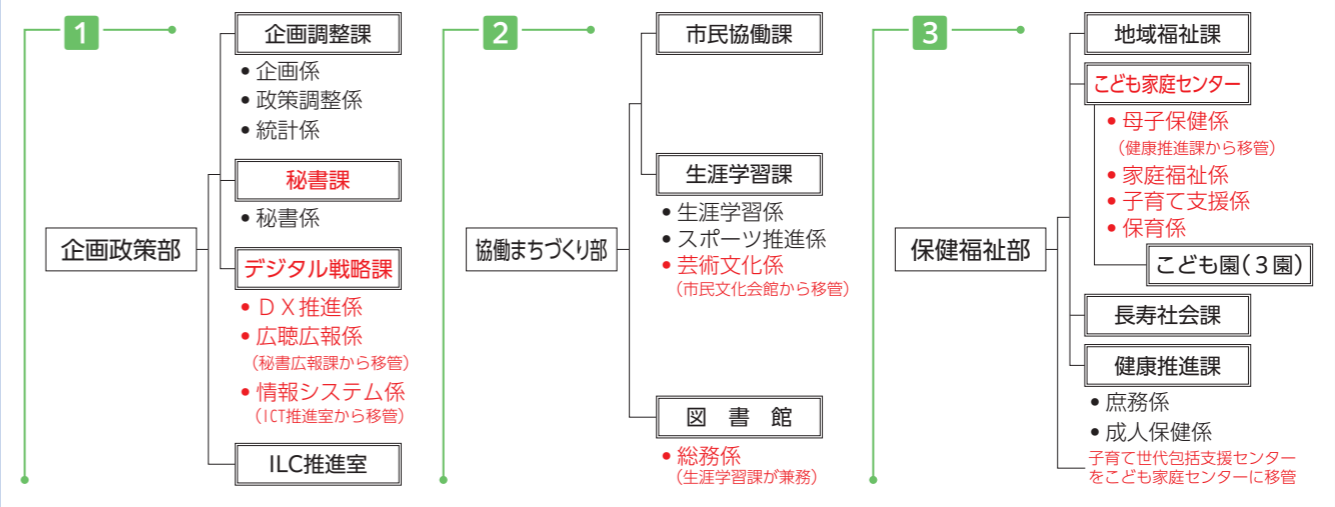 1
企画政策部
企画調整課
• 企画係
• 政策調整係
• 統計係
秘書課
• 秘書係
デジタル戦略課
• ＤＸ推進係
• 広聴広報係
（秘書広報課から移管）
• 情報システム係
（ICT推進室から移管）
ILC推進室
2
協働まちづくり部
市民協働課
生涯学習課
• 生涯学習係
• スポーツ推進係
• 芸術文化係
（市民文化会館から移管）
図　書　館
• 総務係
（生涯学習課が兼務）
3
保健福祉部
地域福祉課
こども家庭センター
• 母子保健係
（健康推進課から移管）
• 家庭福祉係
• 子育て支援係
• 保育係
こども園（３園）
長寿社会課
健康推進課
• 庶務係
• 成人保健係
子育て世代包括支援センター
をこども家庭センターに移管